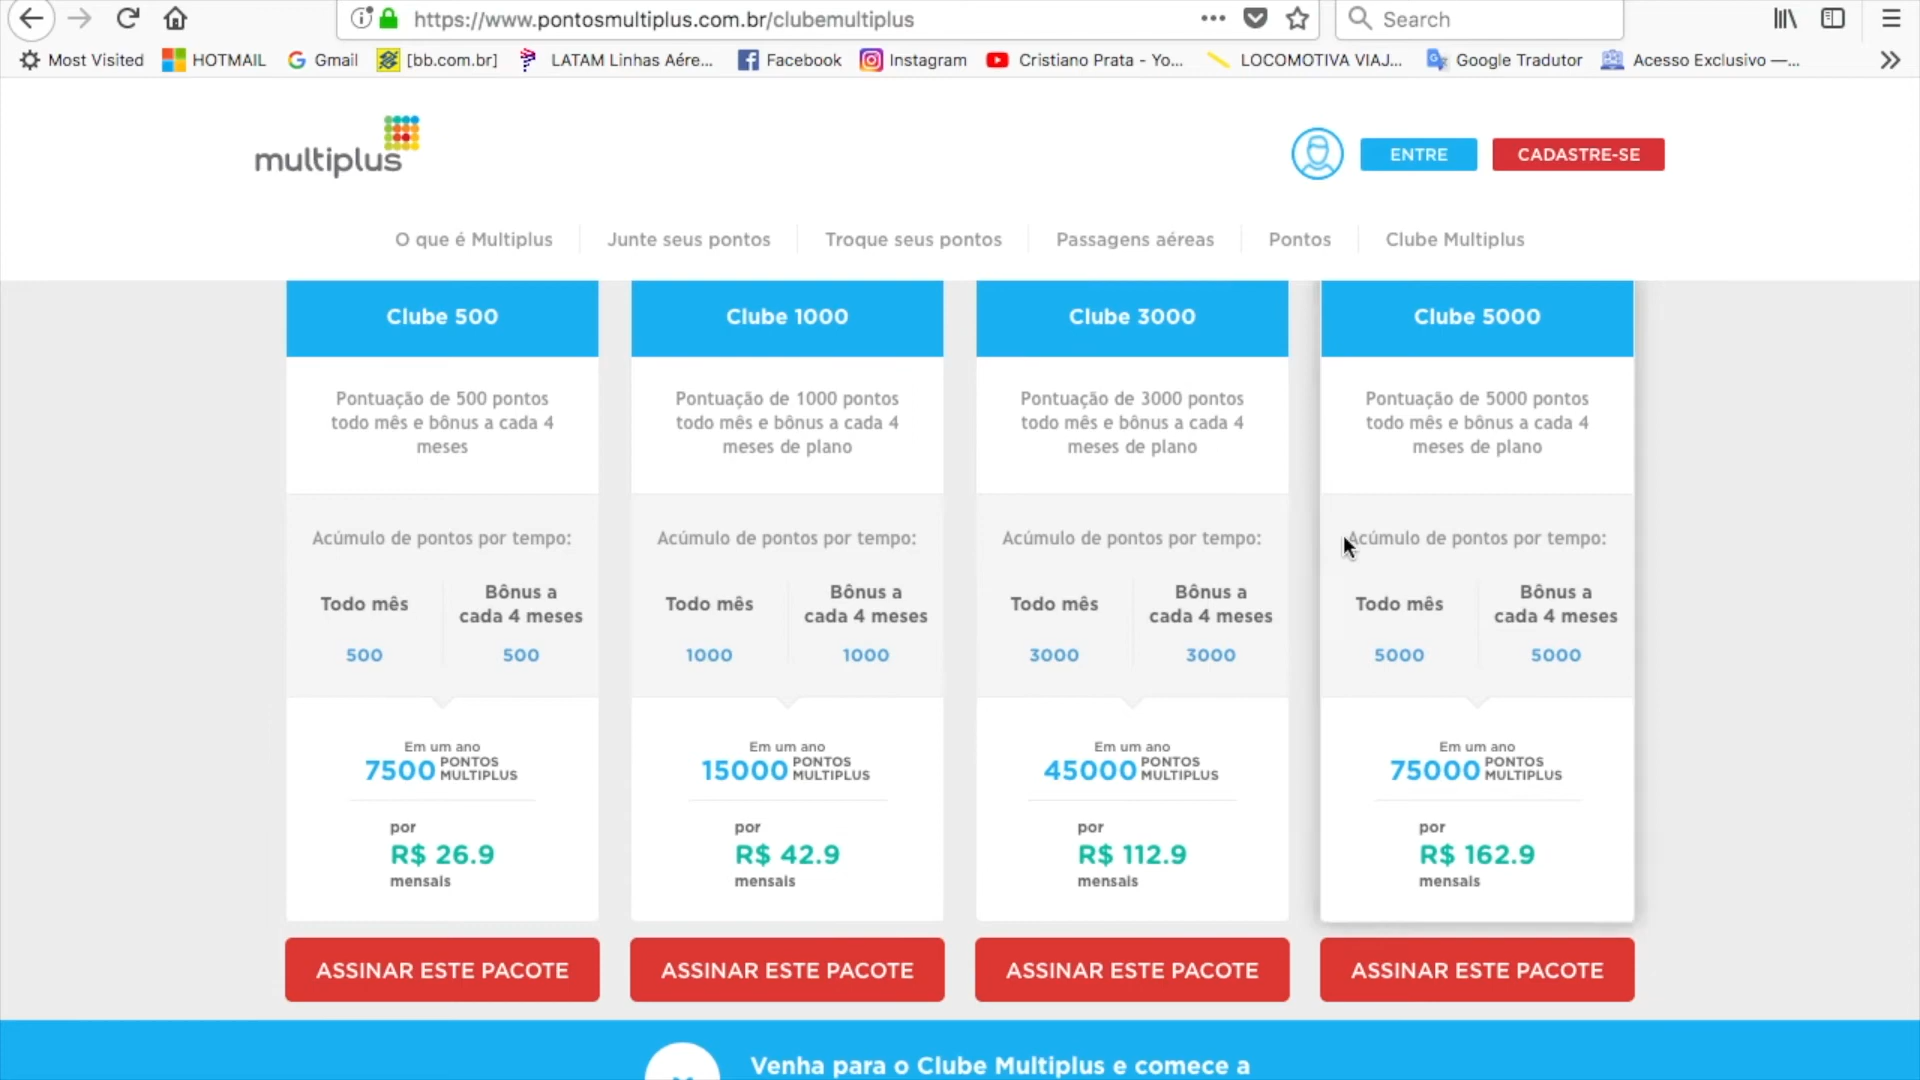 https://www.pontosmultiplus.com.br/clubemultiplus
Search
Most Visited
HOTMAIL
Gmail
[bb.com.br]
LATAM Linhas Aére...
Facebook
Instagram
Cristiano Prata - Yo...
LOCOMOTIVA VIAJ...
Google Tradutor
Acesso Exclusivo —...
multiplus
ENTRE
CADASTRE-SE
O que é Multiplus
Junte seus pontos
Troque seus pontos
Passagens aéreas
Pontos
Clube Multiplus
Clube 500
Pontuação de 500 pontos
todo mês e bônus a cada 4
meses
Acúmulo de pontos por tempo:
Todo mês
500
Bônus a
cada 4 meses
500
Em um ano
7500 PONTOS
MULTIPLUS
por
R$ 26.9
mensais
ASSINAR ESTE PACOTE
Clube 1000
Pontuação de 1000 pontos
todo mês e bônus a cada 4
meses de plano
Acúmulo de pontos por tempo:
Todo mês
1000
Bônus a
cada 4 meses
1000
Em um ano
15000 PONTOS
MULTIPLUS
por
R$ 42.9
mensais
ASSINAR ESTE PACOTE
Clube 3000
Pontuação de 3000 pontos
todo mês e bônus a cada 4
meses de plano
Acúmulo de pontos por tempo:
Todo mês
3000
Bônus a
cada 4 meses
3000
Em um ano
45000 PONTOS
MULTIPLUS
por
R$ 112.9
mensais
ASSINAR ESTE PACOTE
Clube 5000
Pontuação de 5000 pontos
todo mês e bônus a cada 4
meses de plano
Acúmulo de pontos por tempo:
Todo mês
5000
Bônus a
cada 4 meses
5000
Em um ano
75000 PONTOS
MULTIPLUS
por
R$ 162.9
mensais
ASSINAR ESTE PACOTE
Venha para o Clube Multiplus e comece a